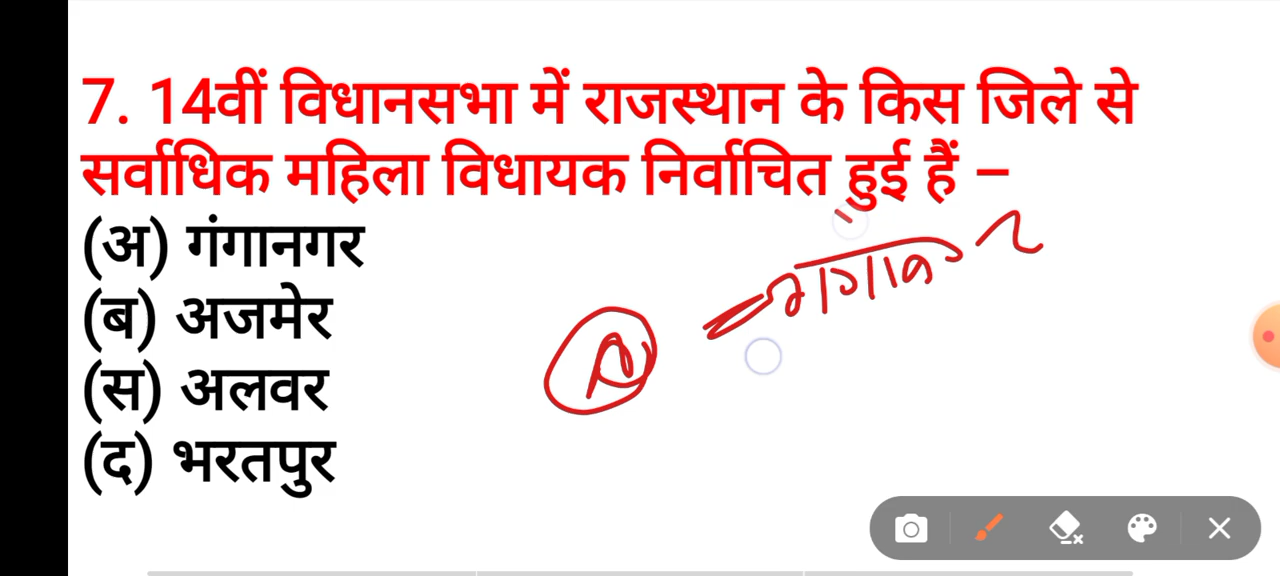 7. 14वीं विधानसभा में राजस्थान के किस जिले से
सर्वाधिक महिला विधायक निर्वाचित हुई हैं –
(अ) गंगानगर
(ब) अजमेर
(स) अलवर
(द) भरतपुर
A